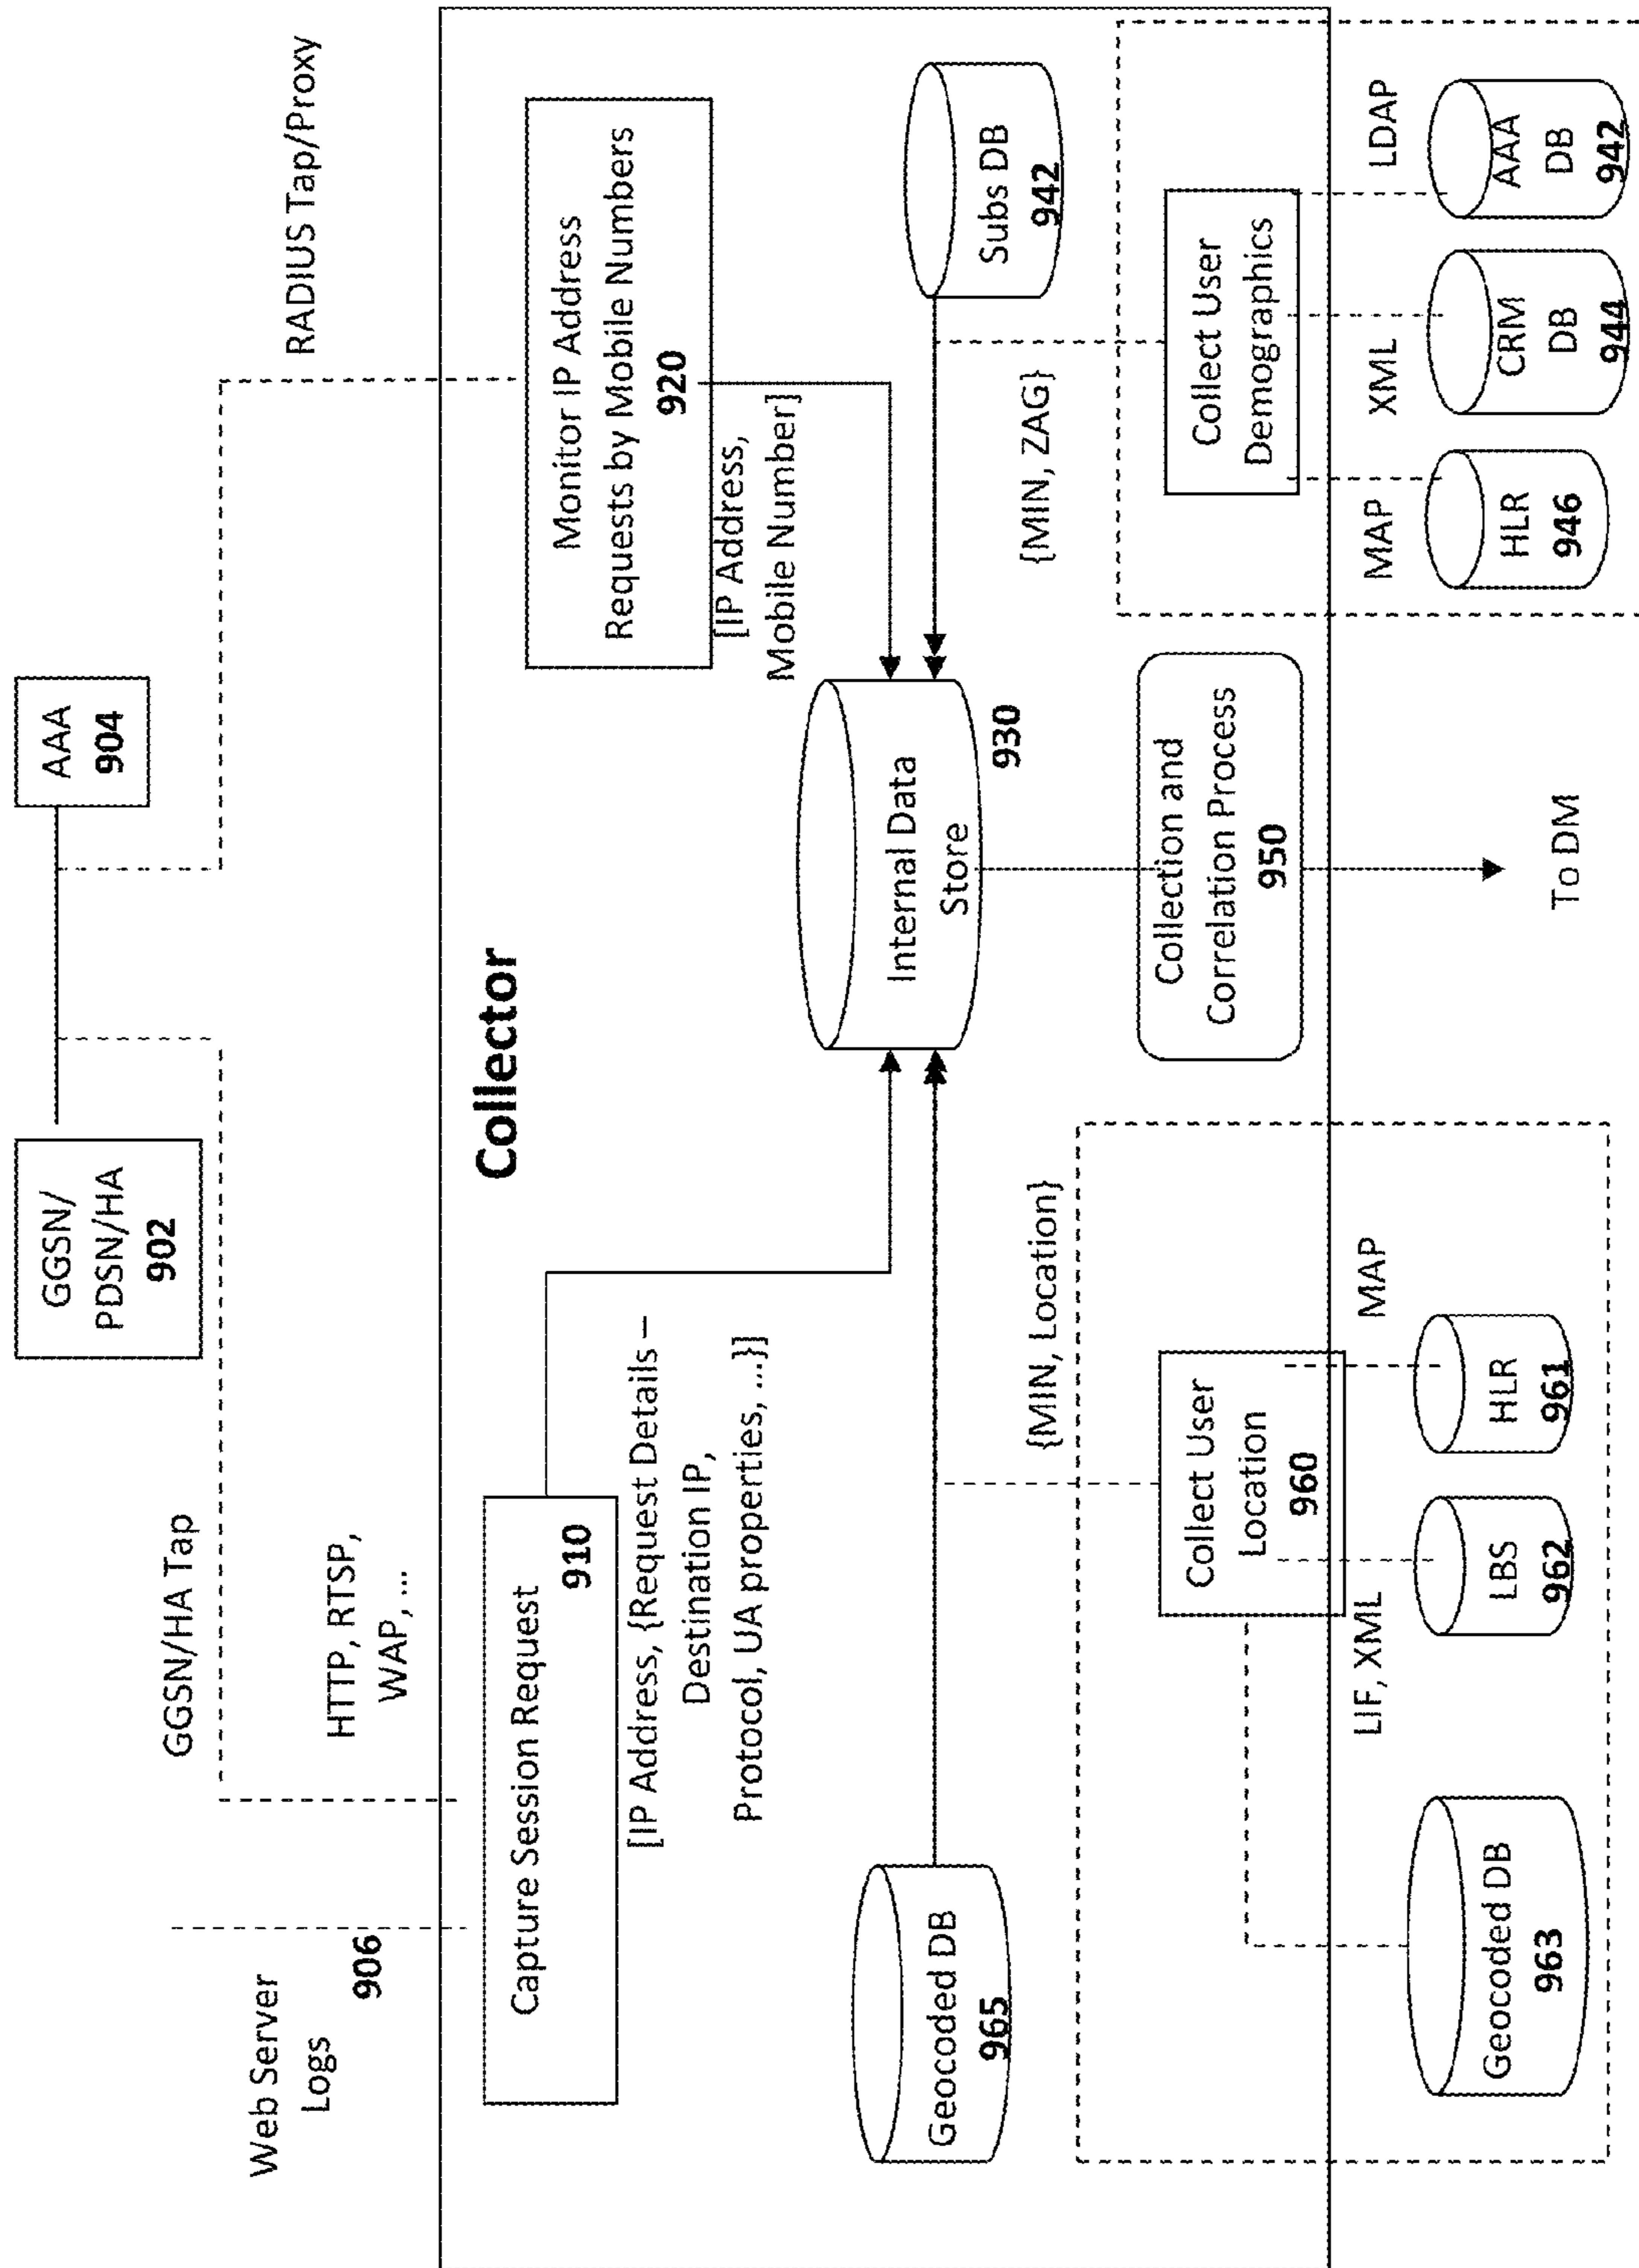 GGSN/
PDSN/HA
902
AAA
904
GGSN/HA Tap
RADIUS Tap/Proxy
Web Server
Logs
906
HTTP, RTSP,
WAP, ...
Collector
Capture Session Request
910
Monitor IP Address
Requests by Mobile Numbers
920
[IP Address, {Request Details –
Destination IP,
Protocol, UA properties, ...}]
[IP Address,
Mobile Number]
Geocoded DB
965
Internal Data
Store
930
Subs DB
942
{MIN, Location}
{MIN, ZAG}
Collect User
Location
960
Collection and
Correlation Process
950
Collect User
Demographics
LIF, XML
MAP
MAP
XML
LDAP
Geocoded DB
963
LBS
962
HLR
961
To DM
HLR
946
CRM
DB
944
AAA
DB
942